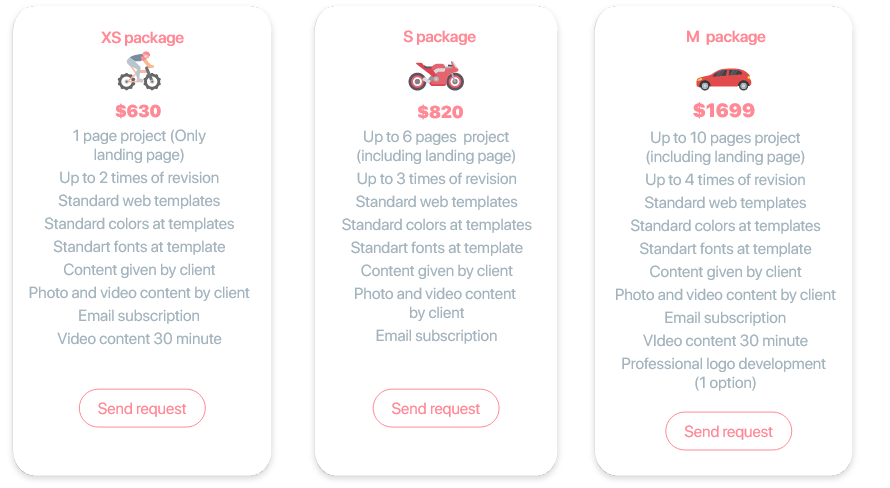 XS package
$630
1 page project (Only
landing page)
Up to 2 times of revision
Standard web templates
Standard colors at templates
Standart fonts at template
Content given by client
Photo and video content by client
Email subscription
Video content 30 minute
Send request
S package
$820
Up to 6 pages project
(including landing page)
Up to 3 times of revision
Standard web templates
Standard colors at templates
Standart fonts at template
Content given by client
Photo and video content
by client
Email subscription
Send request
M package
$1699
Up to 10 pages project
(including landing page)
Up to 4 times of revision
Standard web templates
Standard colors at templates
Standart fonts at template
Content given by client
Photo and video content by client
Email subscription
VIdeo content 30 minute
Professional logo development
(1 option)
Send request